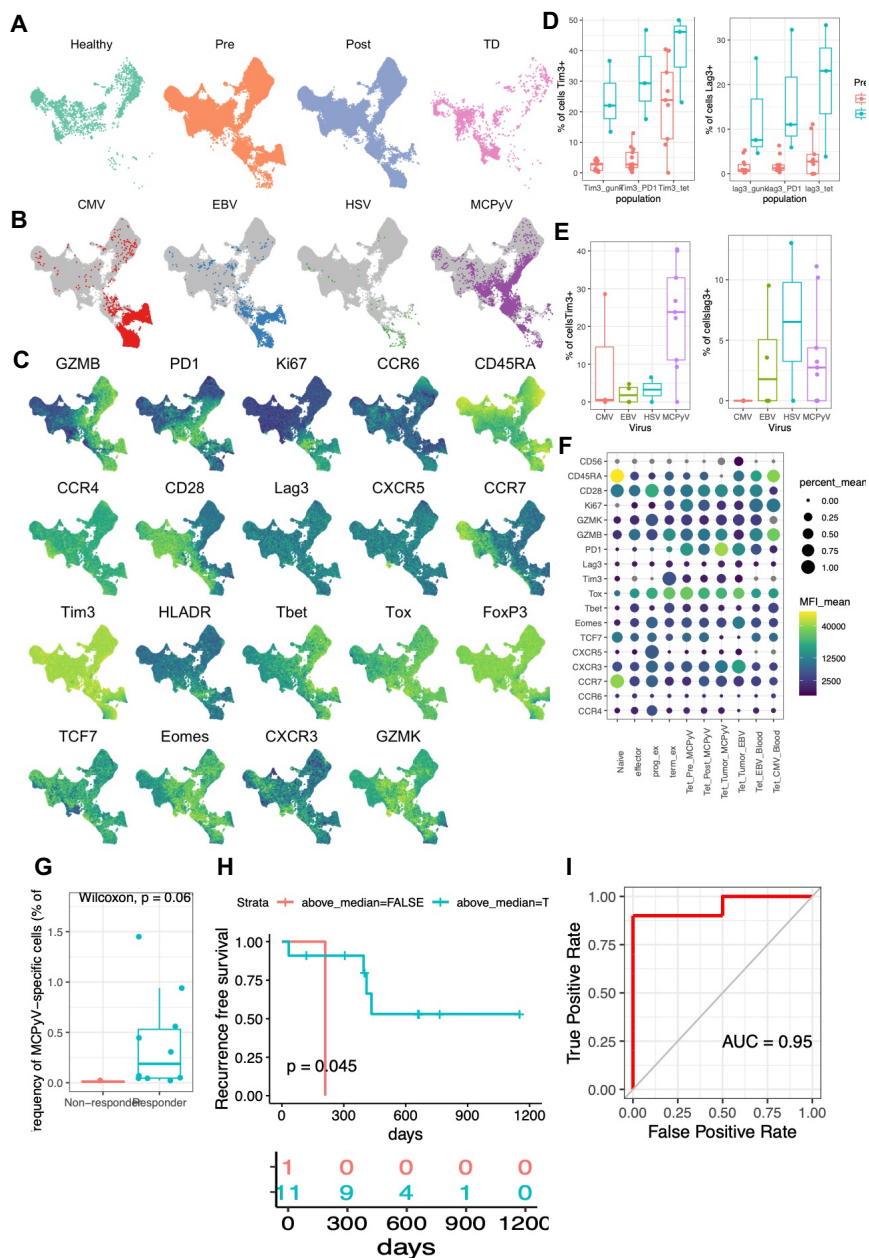 A
Healthy
Pre
Post
TD
B
CMV
EBV
HSV
MCPyV
C
GZMB
PD1
Ki67
CCR6
CD45RA
CCR4
CD28
Lag3
CXCR5
CCR7
Tim3
HLADR
Tbet
Tox
FoxP3
TCF7
Eomes
CXCR3
GZMK
D
% of cells Tim3+
50
40
30
20
10
0
Tim3_gunk
Tim3_PD1
Tim3_tet
population
% of cells Lag3+
30
20
10
0
lag3_gunk
lag3_PD1
lag3_tet
population
Pre
E
% of cellsTim3+
40
30
20
10
0
CMV
EBV
HSV
MCPyV
Virus
% of cellslag3+
10
5
0
CMV
EBV
HSV
MCPyV
Virus
F
CD56
CD45RA
CD28
Ki67
GZMK
GZMB
PD1
Lag3
Tim3
Tox
Tbet
Eomes
TCF7
CXCR5
CXCR3
CCR7
CCR6
CCR4
Naive
effector
prog_ex
term_ex
Tet_Pre_MCPyV
Tet_Post_MCPyV
Tet_Tumor_MCPyV
Tet_Tumor_EBV
Tet_EBV_Blood
Tet_CMV_Blood
percent_mean
0.00
0.25
0.50
0.75
1.00
MFI_mean
40000
12500
2500
G
Wilcoxon, p = 0.06
requency of MCPyV-specific cells (% of
1.5
1.0
0.5
0.0
Non-responder
Responder
H
Strata
above_median=FALSE
above_median=T
Recurrence free survival
1.00
0.75
0.50
0.25
0.00
p = 0.045
0
300
600
900
1200
days
1 0 0 0 0
11 9 4 1 0
0 300 600 900 1200
days
I
True Positive Rate
1.00
0.75
0.50
0.25
0.00
AUC = 0.95
0.00 0.25 0.50 0.75 1.00
False Positive Rate